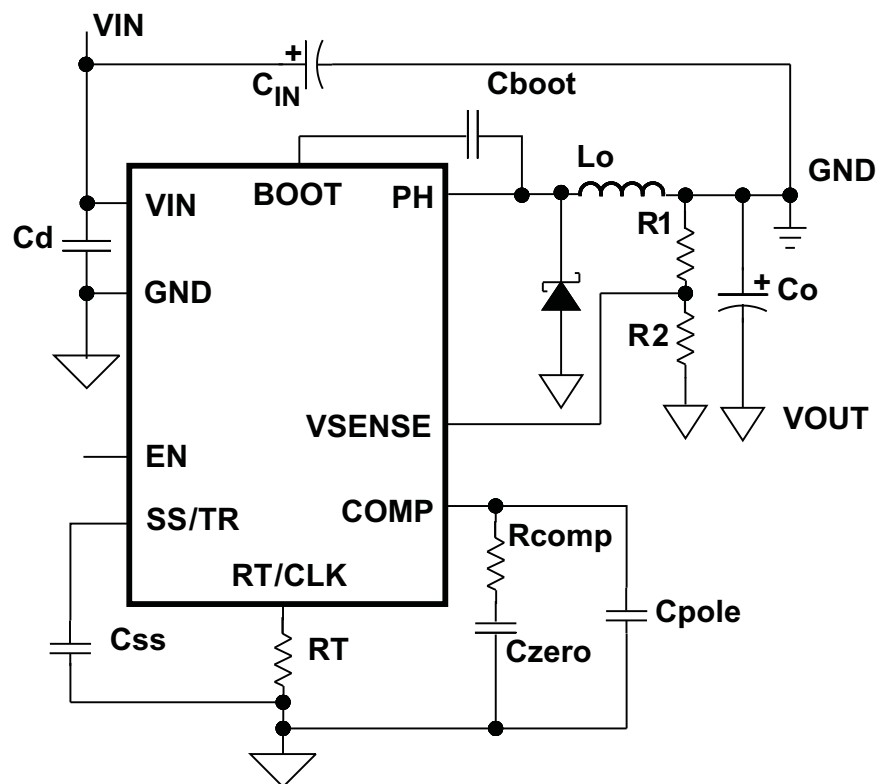 VIN
+
CIN
Cboot
Lo
GND
BOOT
PH
VIN
R1
Cd
GND
+
Co
R2
VSENSE
VOUT
EN
SS/TR
COMP
Rcomp
RT/CLK
Cpole
Css
RT
Czero